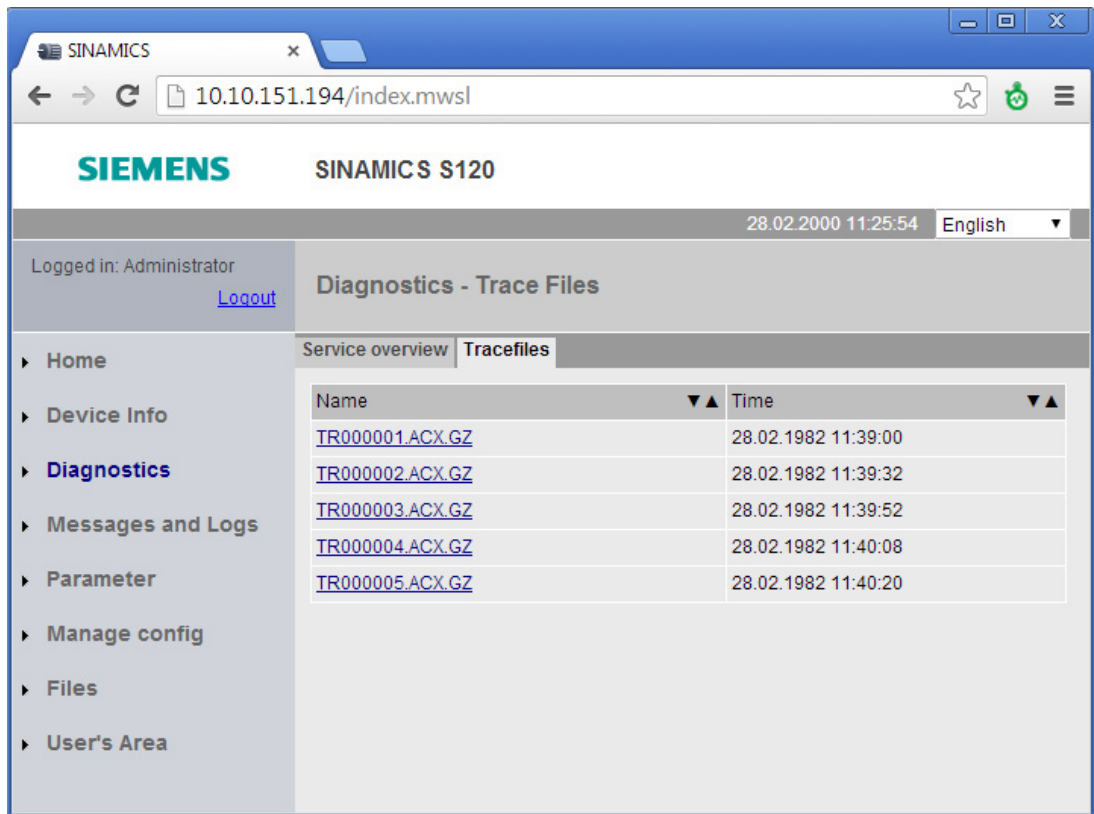 SINAMICS
10.10.151.194/index.mwsl
SIEMENS SINAMICS S120
28.02.2000 11:25:54 English
Logged in: Administrator
Logout
Diagnostics - Trace Files
Service overview Tracefiles
Home
Device Info
Diagnostics
Messages and Logs
Parameter
Manage config
Files
User's Area
Name Time
TR000001.ACX.GZ 28.02.1982 11:39:00
TR000002.ACX.GZ 28.02.1982 11:39:32
TR000003.ACX.GZ 28.02.1982 11:39:52
TR000004.ACX.GZ 28.02.1982 11:40:08
TR000005.ACX.GZ 28.02.1982 11:40:20